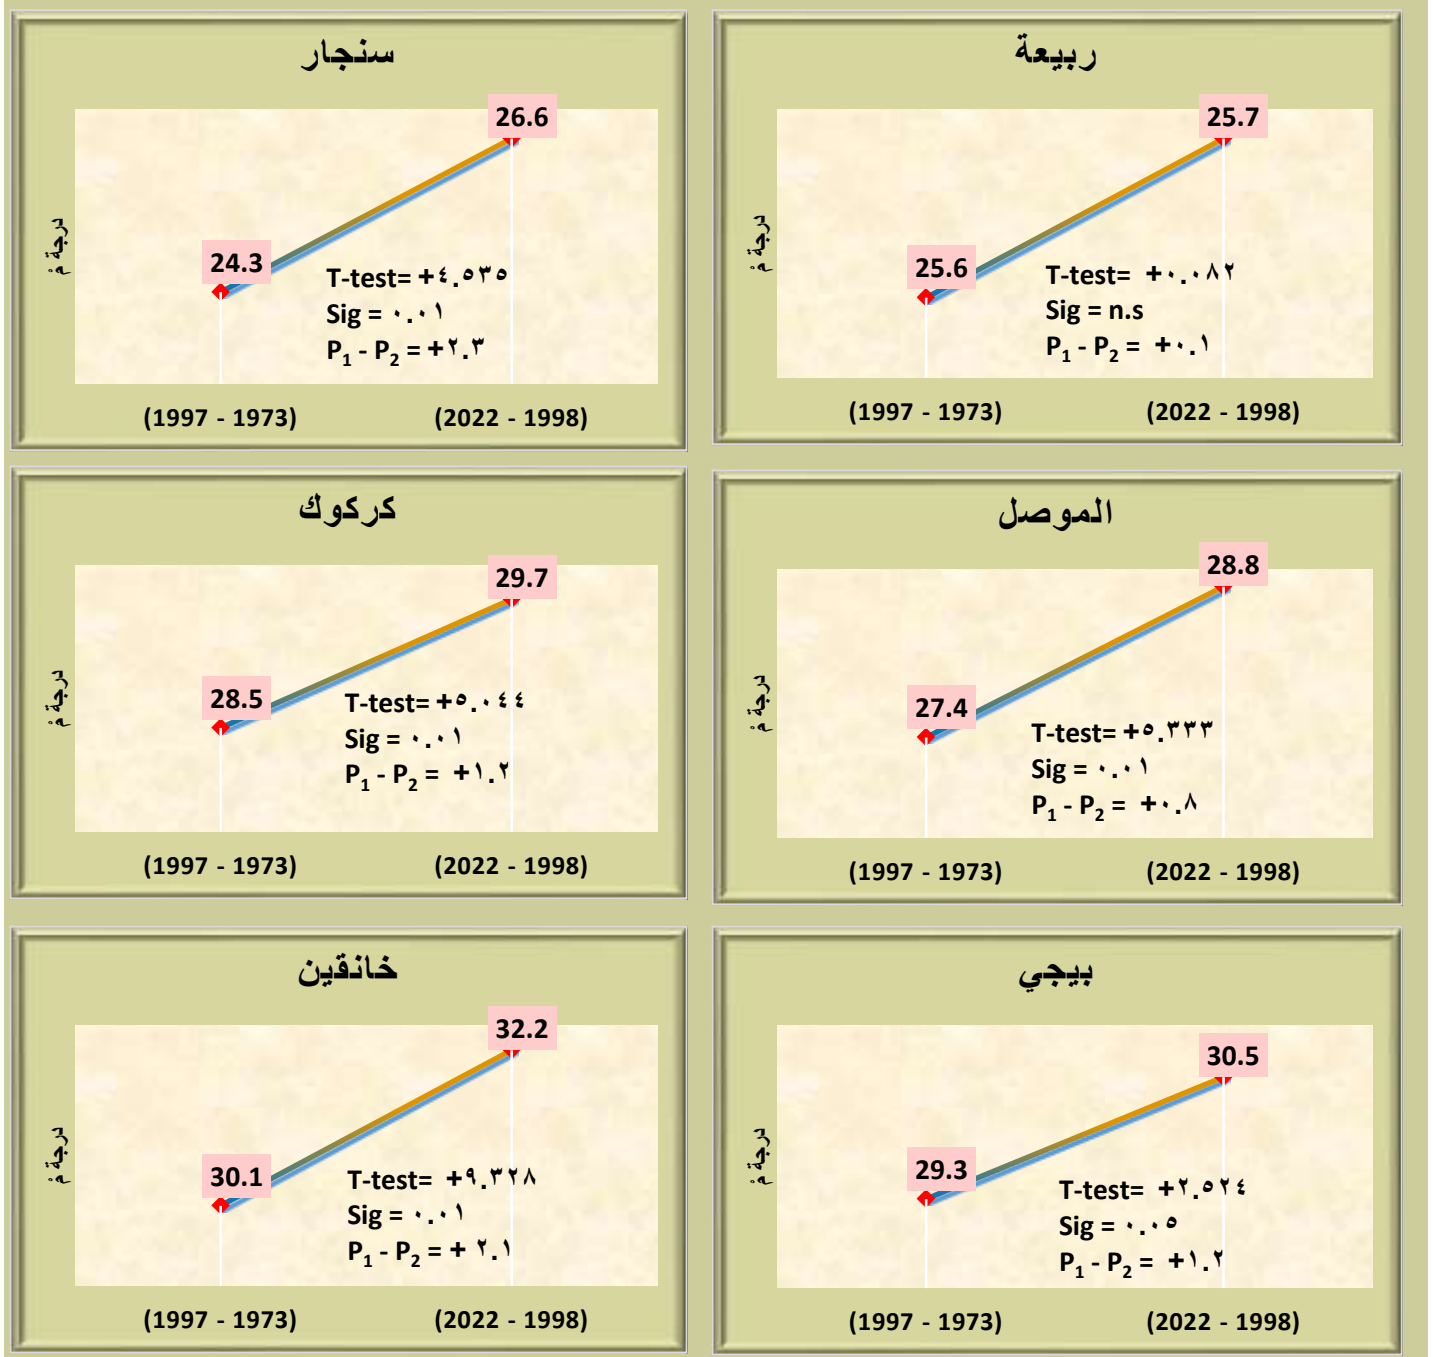 ربيعة
25.7
25.6
درجة مْ
T-test= +٠.٠٨٢
Sig = n.s
P1 - P2 = +٠.١
(1997 - 1973) (2022 - 1998)
سنجار
26.6
24.3
درجة مْ
T-test= +٤.٥٣٥
Sig = ٠.٠١
P1 - P2 = +٢.٣
(1997 - 1973) (2022 - 1998)
الموصل
28.8
27.4
درجة مْ
T-test= +٥.٣٣٣
Sig = ٠.٠١
P1 - P2 = +٠.٨
(1997 - 1973) (2022 - 1998)
كركوك
29.7
28.5
درجة مْ
T-test= +٥.٠٤٤
Sig = ٠.٠١
P1 - P2 = +١.٢
(1997 - 1973) (2022 - 1998)
بيجي
30.5
29.3
درجة مْ
T-test= +٢.٥٢٤
Sig = ٠.٠٥
P1 - P2 = +١.٢
(1997 - 1973) (2022 - 1998)
خانقين
32.2
30.1
درجة مْ
T-test= +٩.٣٢٨
Sig = ٠.٠١
P1 - P2 = + ٢.١
(1997 - 1973) (2022 - 1998)